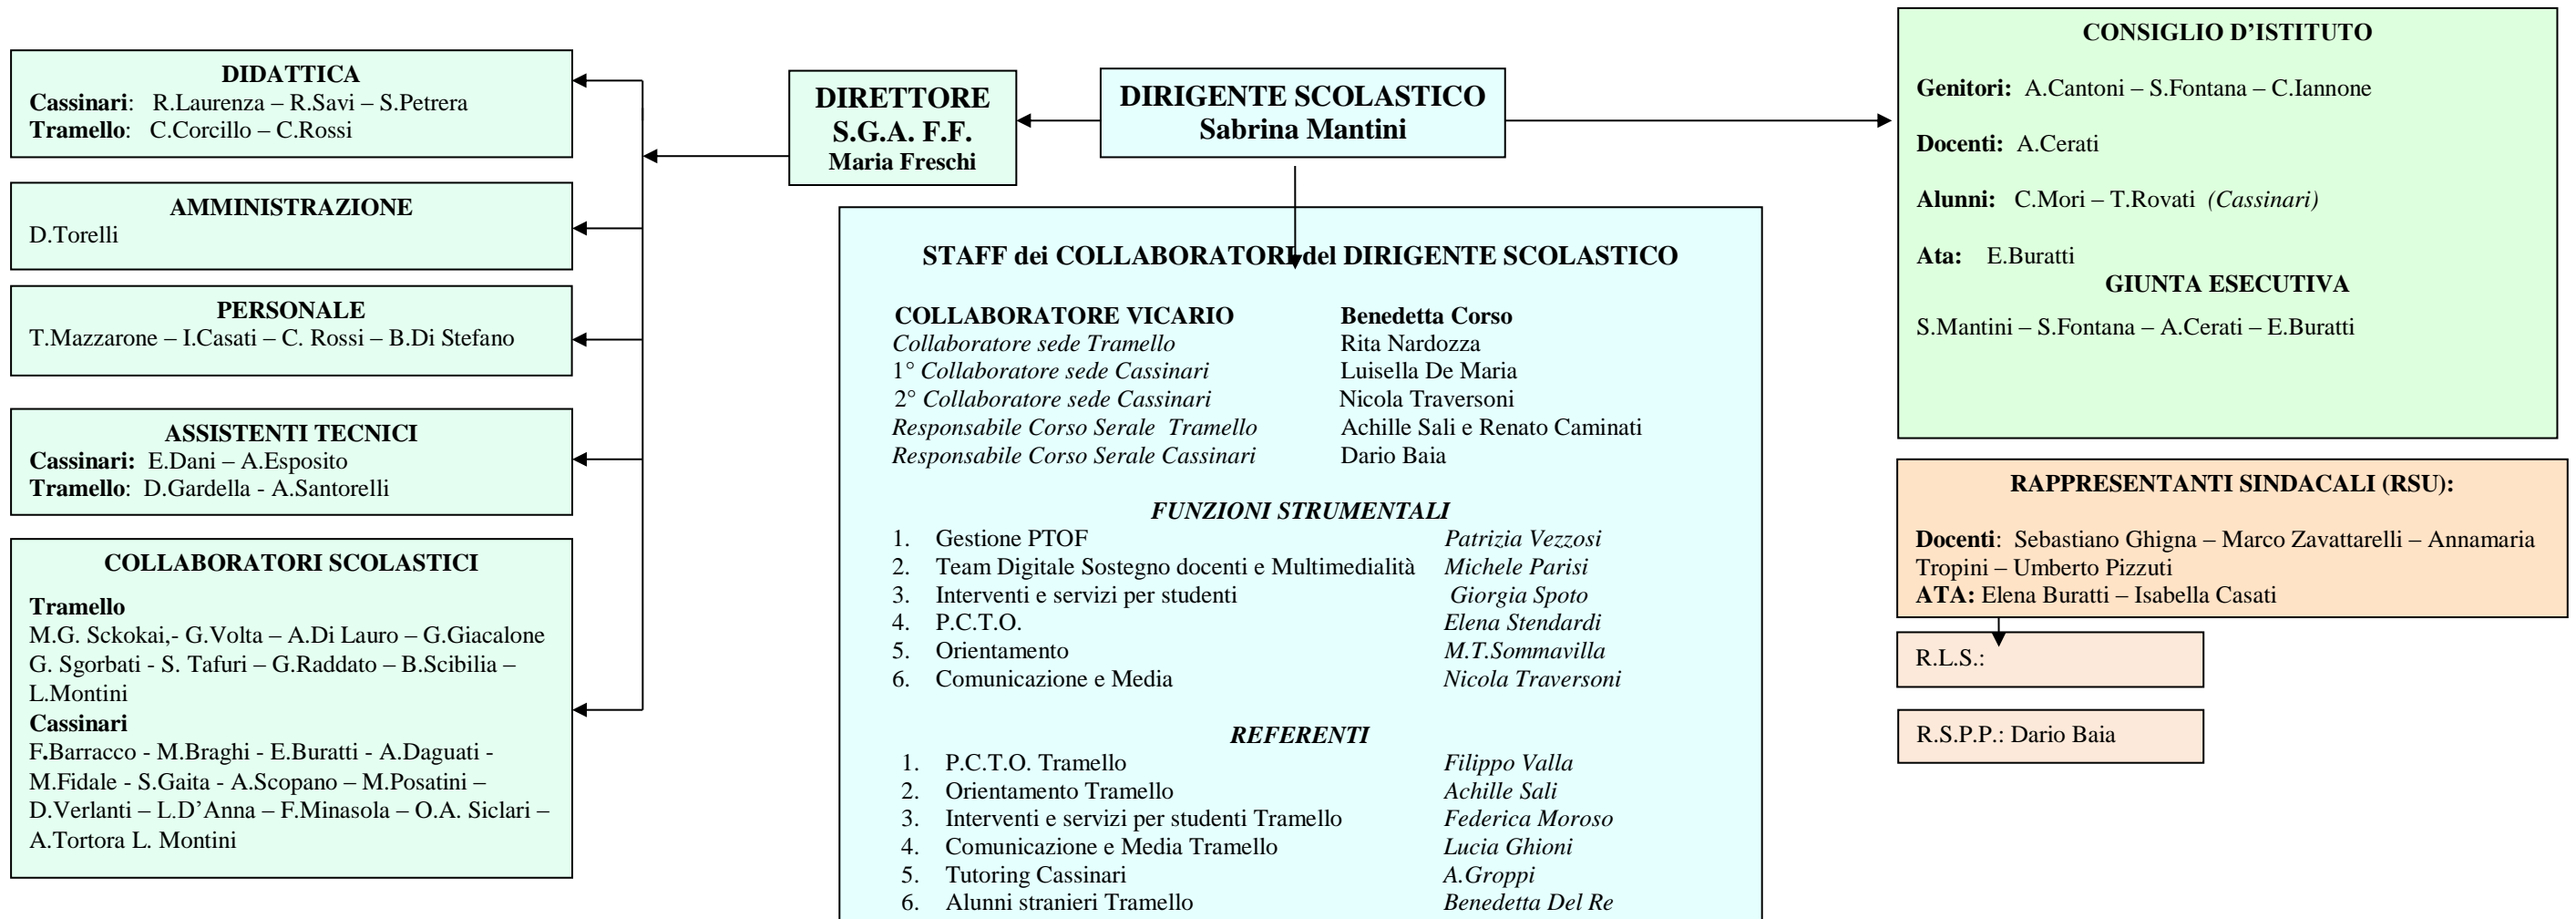 DIDATTICA
Cassinari: R.Laurenza – R.Savi – S.Petrera
Tramello: C.Corcillo – C.Rossi
AMMINISTRAZIONE
D.Torelli
PERSONALE
T.Mazzarone – I.Casati – C. Rossi – B.Di Stefano
ASSISTENTI TECNICI
Cassinari: E.Dani – A.Esposito
Tramello: D.Gardella - A.Santorelli
COLLABORATORI SCOLASTICI
Tramello
M.G. Sckokai,- G.Volta – A.Di Lauro – G.Giacalone
G. Sgorbati - S. Tafuri – G.Raddato – B.Scibilia –
L.Montini
Cassinari
F.Barracco - M.Braghi - E.Buratti - A.Daguati -
M.Fidale - S.Gaita - A.Scopano – M.Posatini –
D.Verlanti – L.D’Anna – F.Minasola – O.A. Siclari –
A.Tortora L. Montini
DIRETTORE
S.G.A. F.F.
Maria Freschi
DIRIGENTE SCOLASTICO
Sabrina Mantini
STAFF dei COLLABORATORI del DIRIGENTE SCOLASTICO
COLLABORATORE VICARIO Benedetta Corso
Collaboratore sede Tramello Rita Nardozza
1° Collaboratore sede Cassinari Luisella De Maria
2° Collaboratore sede Cassinari Nicola Traversoni
Responsabile Corso Serale Tramello Achille Sali e Renato Caminati
Responsabile Corso Serale Cassinari Dario Baia
FUNZIONI STRUMENTALI
1. Gestione PTOF Patrizia Vezzosi
2. Team Digitale Sostegno docenti e Multimedialità Michele Parisi
3. Interventi e servizi per studenti Giorgia Spoto
4. P.C.T.O. Elena Stendardi
5. Orientamento M.T.Sommavilla
6. Comunicazione e Media Nicola Traversoni
REFERENTI
1. P.C.T.O. Tramello Filippo Valla
2. Orientamento Tramello Achille Sali
3. Interventi e servizi per studenti Tramello Federica Moroso
4. Comunicazione e Media Tramello Lucia Ghioni
5. Tutoring Cassinari A.Groppi
6. Alunni stranieri Tramello Benedetta Del Re
CONSIGLIO D’ISTITUTO
Genitori: A.Cantoni – S.Fontana – C.Iannone
Docenti: A.Cerati
Alunni: C.Mori – T.Rovati (Cassinari)
Ata: E.Buratti
GIUNTA ESECUTIVA
S.Mantini – S.Fontana – A.Cerati – E.Buratti
RAPPRESENTANTI SINDACALI (RSU):
Docenti: Sebastiano Ghigna – Marco Zavattarelli – Annamaria
Tropini – Umberto Pizzuti
ATA: Elena Buratti – Isabella Casati
R.L.S.:
R.S.P.P.: Dario Baia